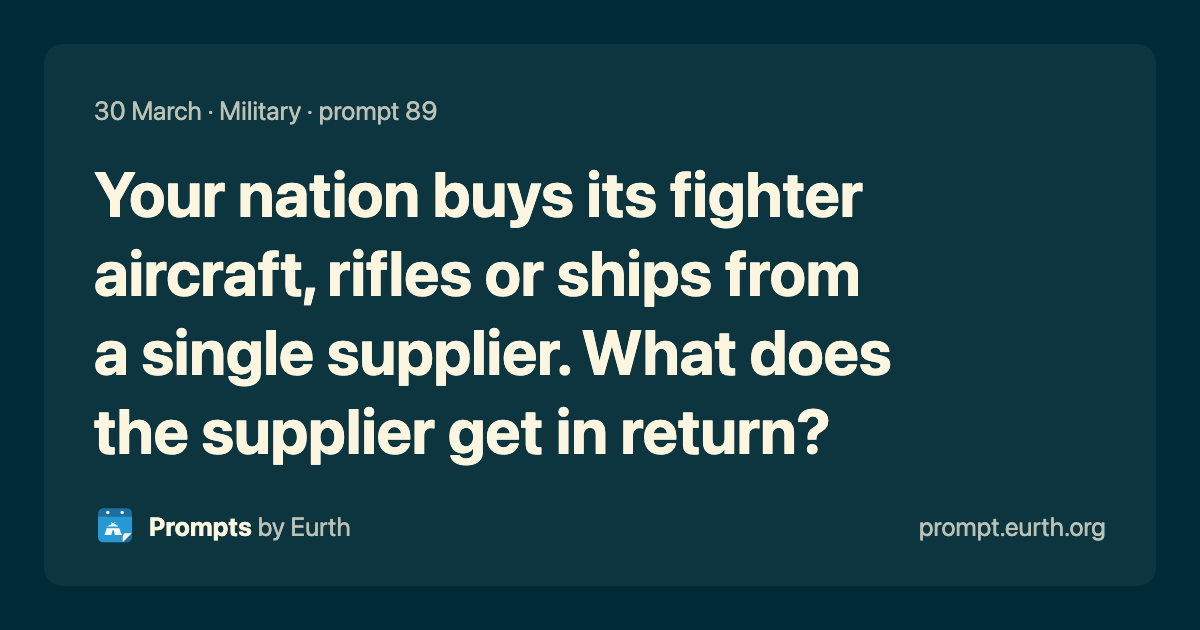 30 March · Military · prompt 89
Your nation buys its fighter
aircraft, rifles or ships from
a single supplier. What does
the supplier get in return?
Prompts by Eurth
prompt.eurth.org